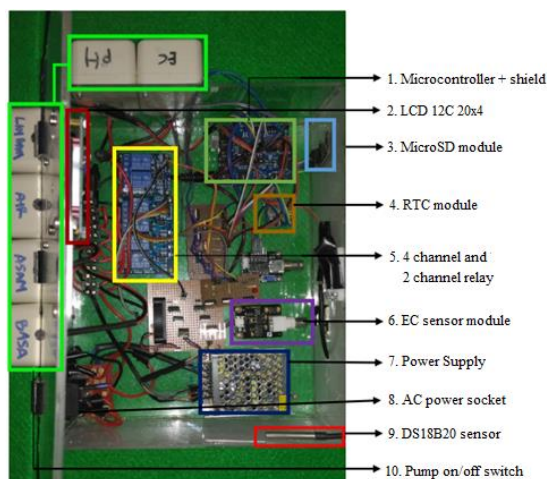 PH
EC
AIR
ASAM
BASA
1. Microcontroller + shield
2. LCD 12C 20x4
3. MicroSD module
4. RTC module
5. 4 channel and
2 channel relay
6. EC sensor module
7. Power Supply
8. AC power socket
9. DS18B20 sensor
10. Pump on/off switch